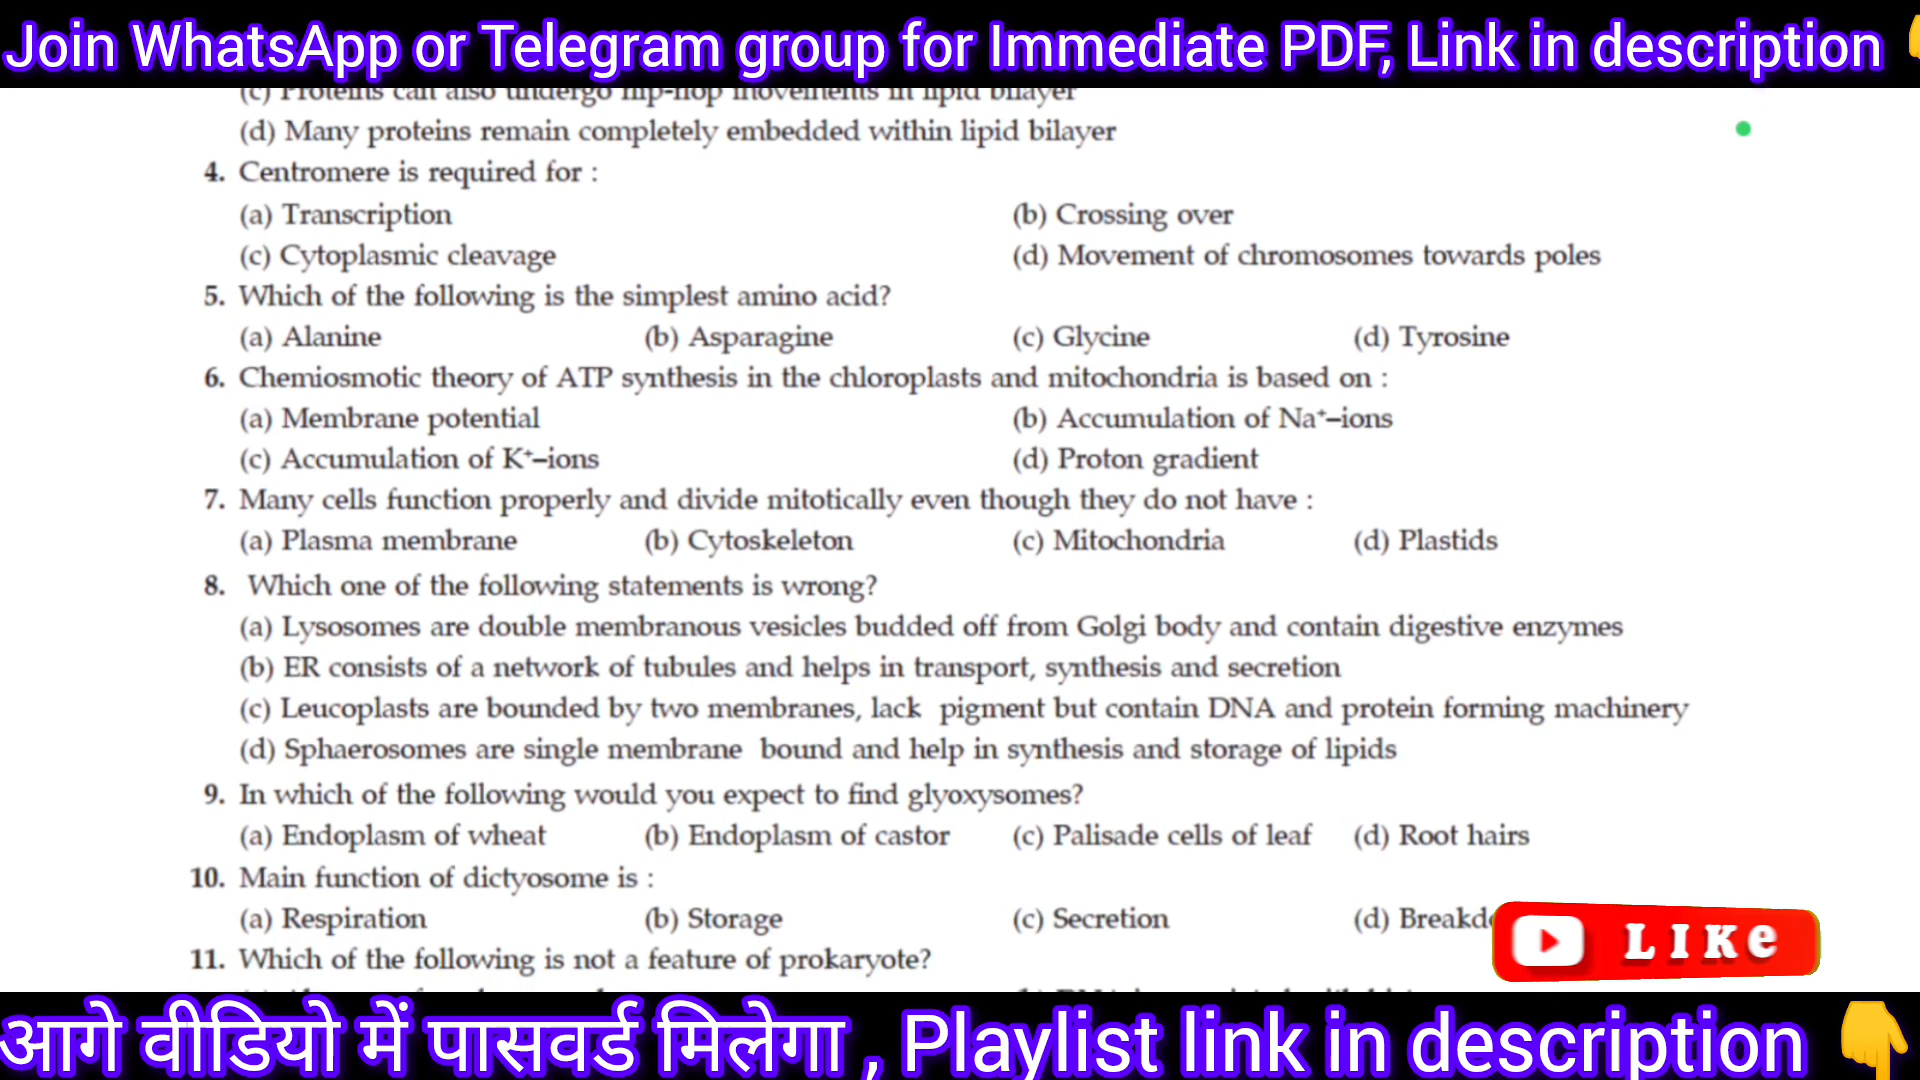 Join WhatsApp or Telegram group for Immediate PDF, Link in description
(c) Proteins can also undergo flip-flop movements in lipid bilayer
(d) Many proteins remain completely embedded within lipid bilayer
4. Centromere is required for :
(a) Transcription (b) Crossing over
(c) Cytoplasmic cleavage (d) Movement of chromosomes towards poles
5. Which of the following is the simplest amino acid?
(a) Alanine (b) Asparagine (c) Glycine (d) Tyrosine
6. Chemiosmotic theory of ATP synthesis in the chloroplasts and mitochondria is based on :
(a) Membrane potential (b) Accumulation of Na⁺–ions
(c) Accumulation of K⁺–ions (d) Proton gradient
7. Many cells function properly and divide mitotically even though they do not have :
(a) Plasma membrane (b) Cytoskeleton (c) Mitochondria (d) Plastids
8. Which one of the following statements is wrong?
(a) Lysosomes are double membranous vesicles budded off from Golgi body and contain digestive enzymes
(b) ER consists of a network of tubules and helps in transport, synthesis and secretion
(c) Leucoplasts are bounded by two membranes, lack pigment but contain DNA and protein forming machinery
(d) Sphaerosomes are single membrane bound and help in synthesis and storage of lipids
9. In which of the following would you expect to find glyoxysomes?
(a) Endoplasm of wheat (b) Endoplasm of castor (c) Palisade cells of leaf (d) Root hairs
10. Main function of dictyosome is :
(a) Respiration (b) Storage (c) Secretion (d)
LIKe
11. Which of the following is not a feature of prokaryote?
आगे वीडियो में पासवर्ड मिलेगा , Playlist link in description